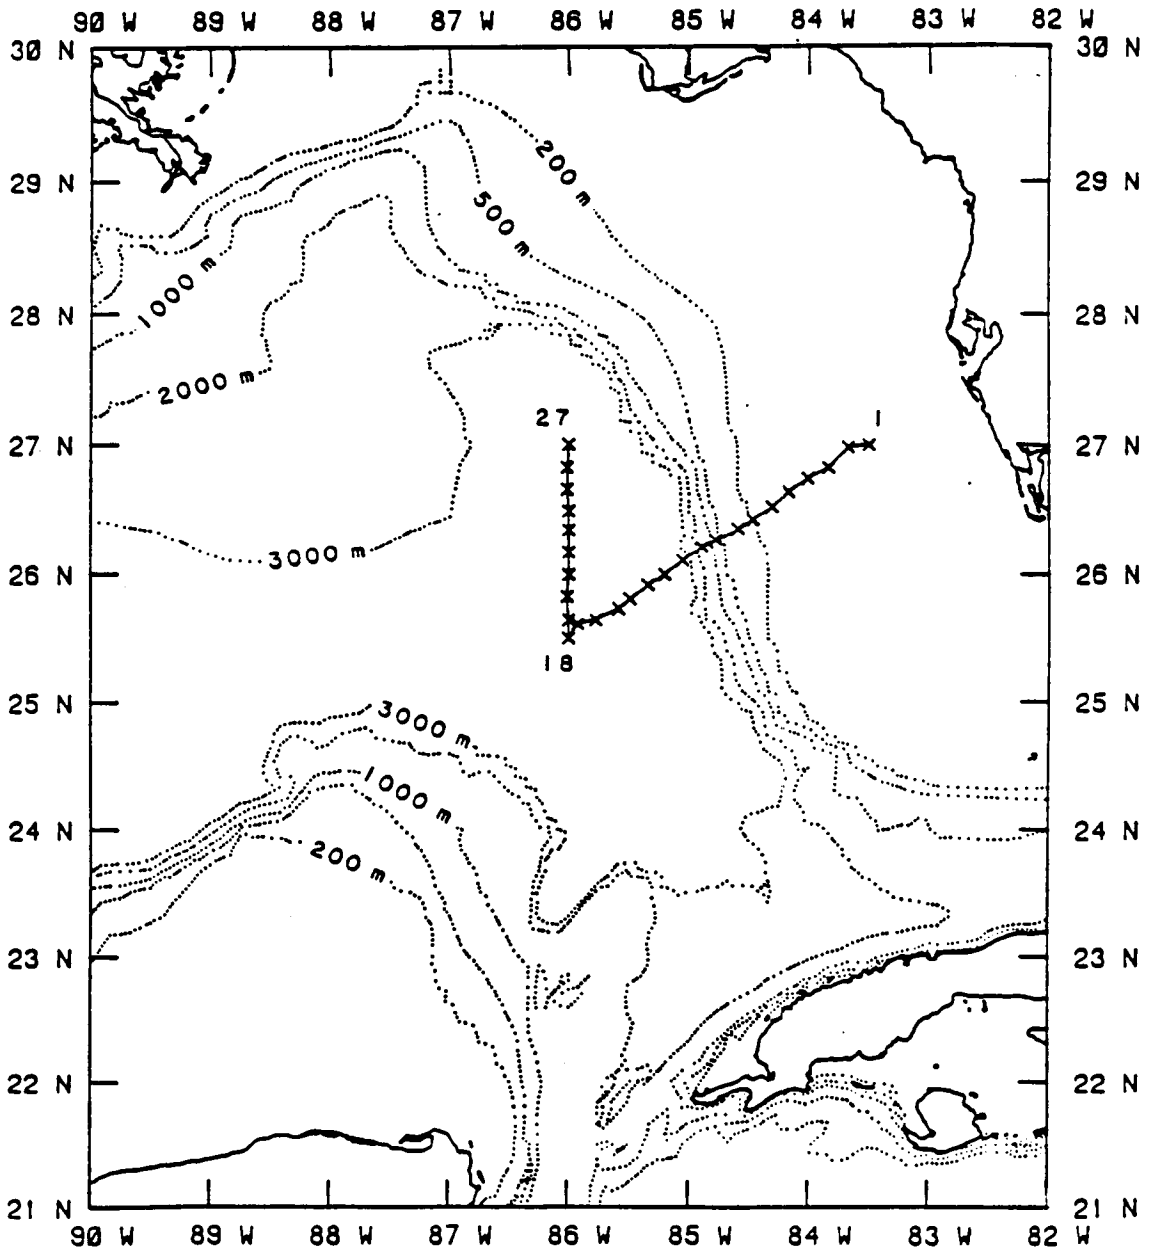 90 W 89 W 88 W 87 W 86 W 85 W 84 W 83 W 82 W
30 N 30 N
200 m
29 N 29 N
500 m
1000 m
28 N 28 N
2000 m
27 1
27 N 27 N
3000 m
26 N 26 N
18
25 N 25 N
3000 m
1000 m
24 N 24 N
200 m
23 N 23 N
22 N 22 N
21 N 21 N
90 W 89 W 88 W 87 W 86 W 85 W 84 W 83 W 82 W